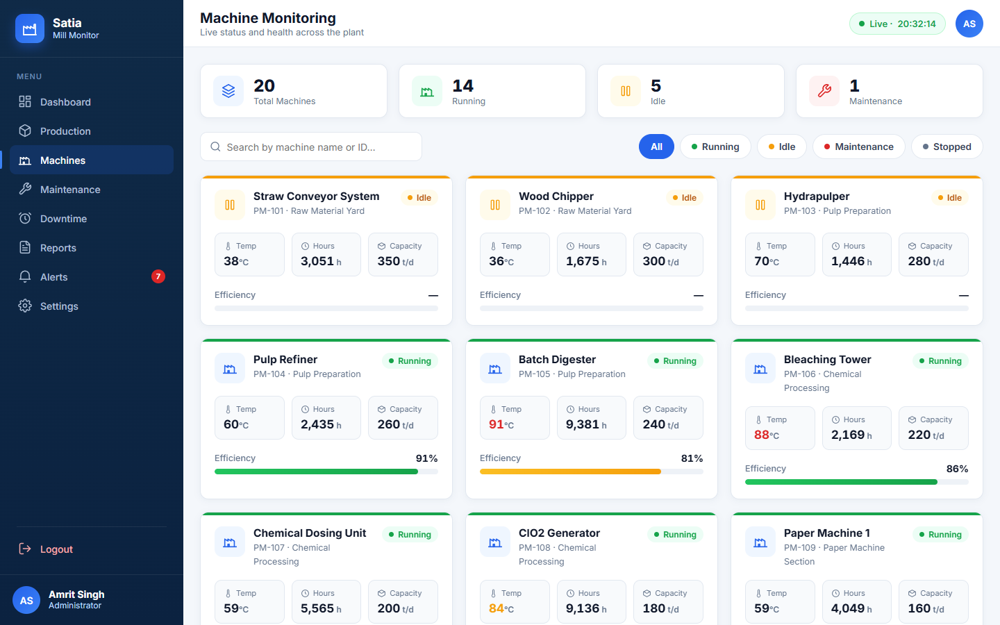 Satia
Mill Monitor
MENU
Dashboard
Production
Machines
Maintenance
Downtime
Reports
Alerts 7
Settings
Logout
AS
Amrit Singh
Administrator
Machine Monitoring
Live status and health across the plant
Live · 20:32:14
AS
20
Total Machines
14
Running
5
Idle
1
Maintenance
Search by machine name or ID...
All Running Idle Maintenance Stopped
Straw Conveyor System Idle
PM-101 · Raw Material Yard
Temp Hours Capacity
38°C 3,051 h 350 t/d
Efficiency —
Wood Chipper Idle
PM-102 · Raw Material Yard
Temp Hours Capacity
36°C 1,675 h 300 t/d
Efficiency —
Hydrapulper Idle
PM-103 · Pulp Preparation
Temp Hours Capacity
70°C 1,446 h 280 t/d
Efficiency —
Pulp Refiner Running
PM-104 · Pulp Preparation
Temp Hours Capacity
60°C 2,435 h 260 t/d
Efficiency 91%
Batch Digester Running
PM-105 · Pulp Preparation
Temp Hours Capacity
91°C 9,381 h 240 t/d
Efficiency 81%
Bleaching Tower Running
PM-106 · Chemical
Processing
Temp Hours Capacity
88°C 2,169 h 220 t/d
Efficiency 86%
Chemical Dosing Unit Running
PM-107 · Chemical
Processing
Temp Hours Capacity
59°C 5,565 h 200 t/d
ClO2 Generator Running
PM-108 · Chemical
Processing
Temp Hours Capacity
84°C 9,136 h 180 t/d
Paper Machine 1 Running
PM-109 · Paper Machine
Section
Temp Hours Capacity
59°C 4,049 h 160 t/d